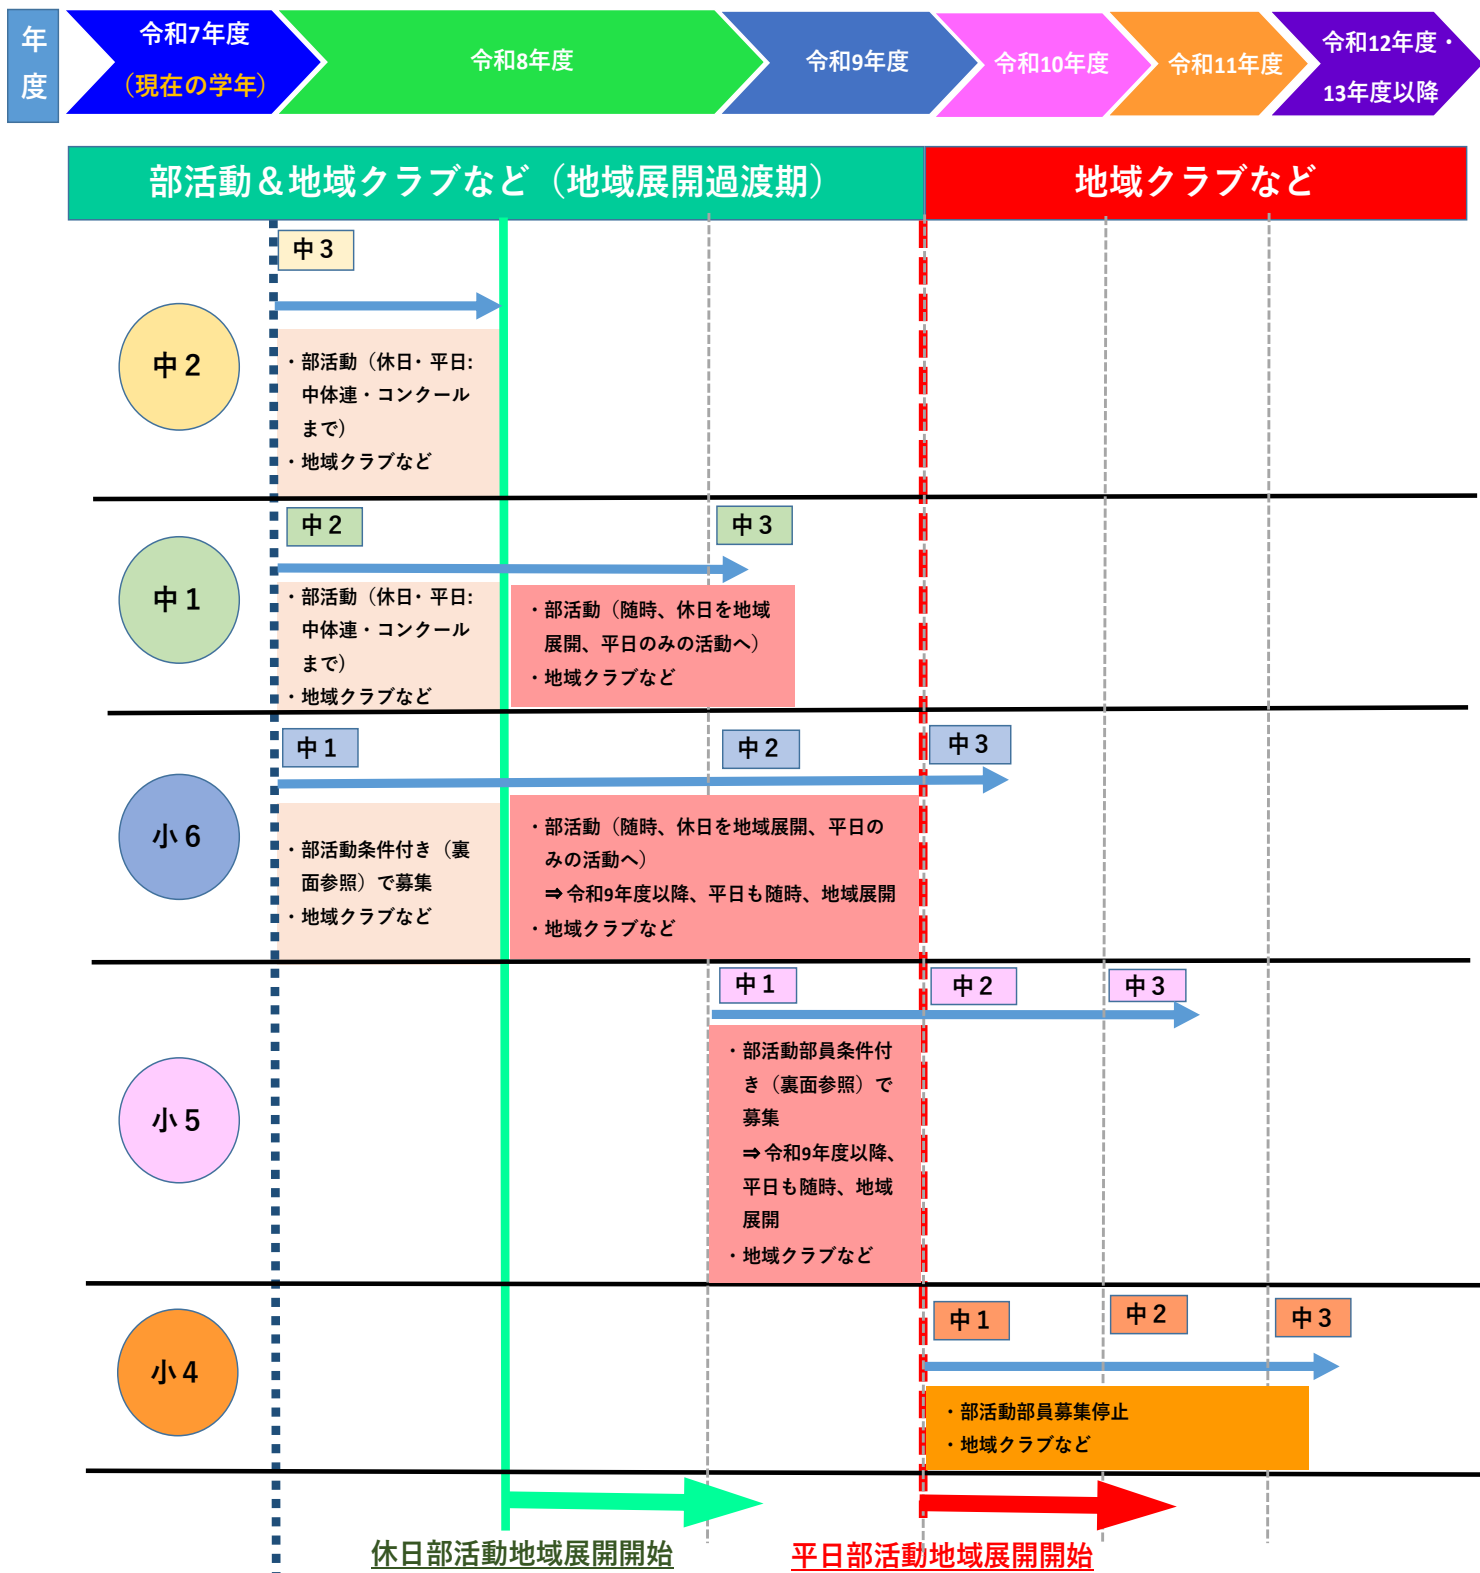 年度
令和7年度
（現在の学年）
令和8年度
令和9年度
令和10年度
令和11年度
令和12年度・
13年度以降
部活動＆地域クラブなど（地域展開過渡期）
地域クラブなど
中３
中２
・部活動（休日・平日:
中体連・コンクール
まで）
・地域クラブなど
中２
中３
中１
・部活動（休日・平日:
中体連・コンクール
まで）
・地域クラブなど
・部活動（随時、休日を地域
展開、平日のみの活動へ）
・地域クラブなど
中１
中２
中３
小６
・部活動条件付き（裏
面参照）で募集
・地域クラブなど
・部活動（随時、休日を地域展開、平日の
みの活動へ）
⇒令和9年度以降、平日も随時、地域展開
・地域クラブなど
中１
中２
中３
小５
・部活動部員条件付
き（裏面参照）で
募集
⇒令和9年度以降、
平日も随時、地域
展開
・地域クラブなど
中１
中２
中３
小４
・部活動部員募集停止
・地域クラブなど
休日部活動地域展開開始
平日部活動地域展開開始